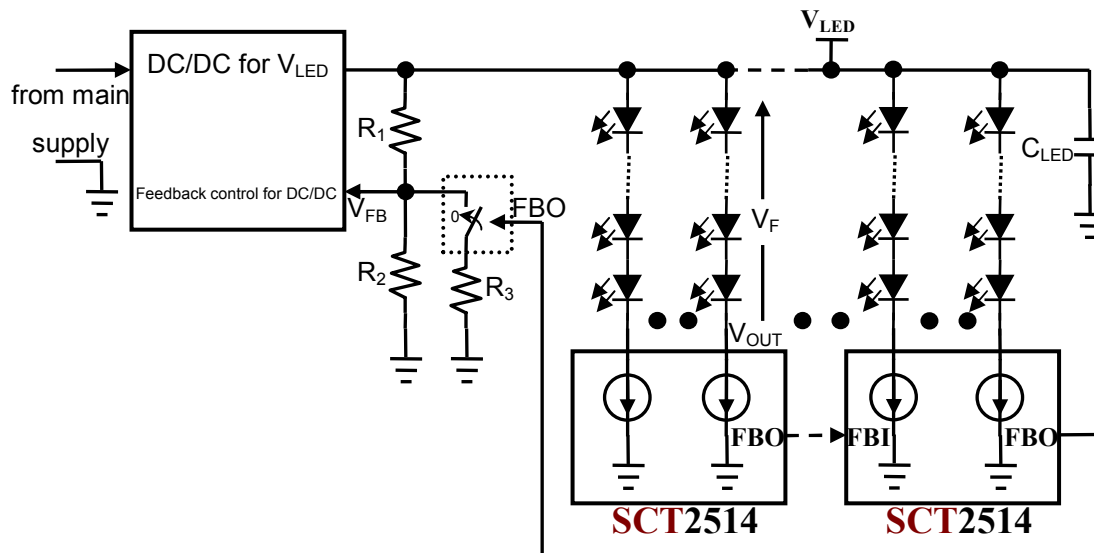 DC/DC for VLED
from main
supply
Feedback control for DC/DC
R1
VFB
R2
0
FBO
R3
VLED
CLED
VF
VOUT
FBO
FBI
FBO
SCT2514
SCT2514